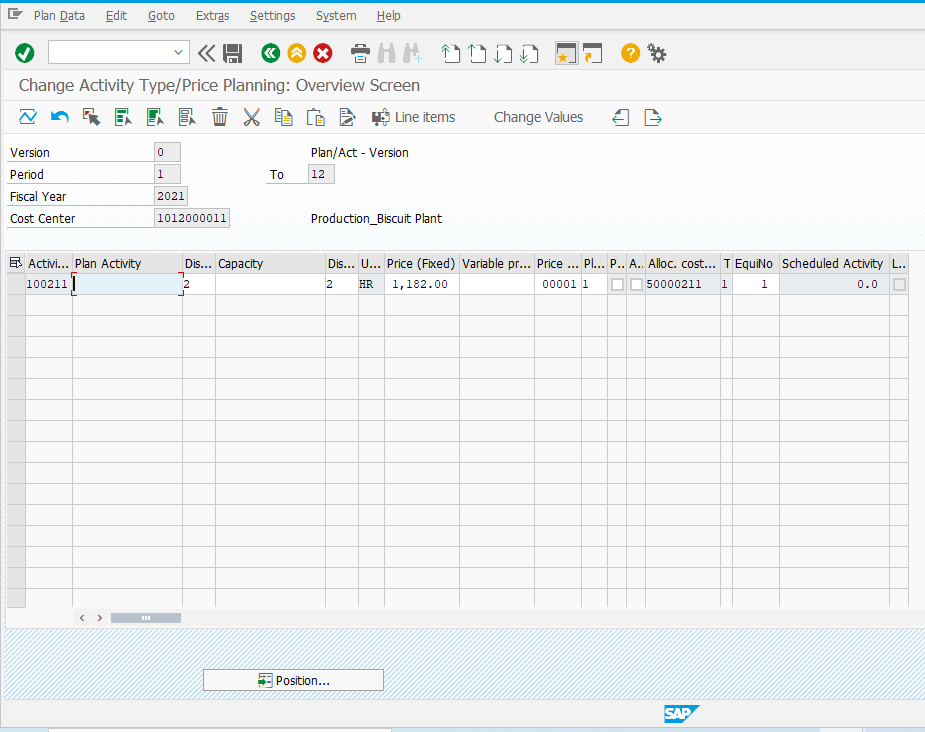 Plan Data Edit Goto Extras Settings System Help
Change Activity Type/Price Planning: Overview Screen
Line items Change Values
Version 0 Plan/Act - Version
Period 1 To 12
Fiscal Year 2021
Cost Center 1012000011 Production_Biscuit Plant
Activi... Plan Activity Dis... Capacity Dis... U... Price (Fixed) Variable pr... Price ... Pl... P.. A.. Alloc. cost... T EquiNo Scheduled Activity L..
100211 2 2 HR 1,182.00 00001 1 50000211 1 1 0.0
Position...
SAP